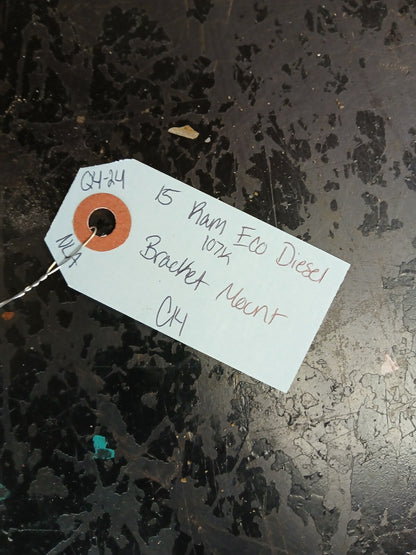 Q4-24
N/A
15 Ram Eco Diesel
107K
Bracket Mount
C14